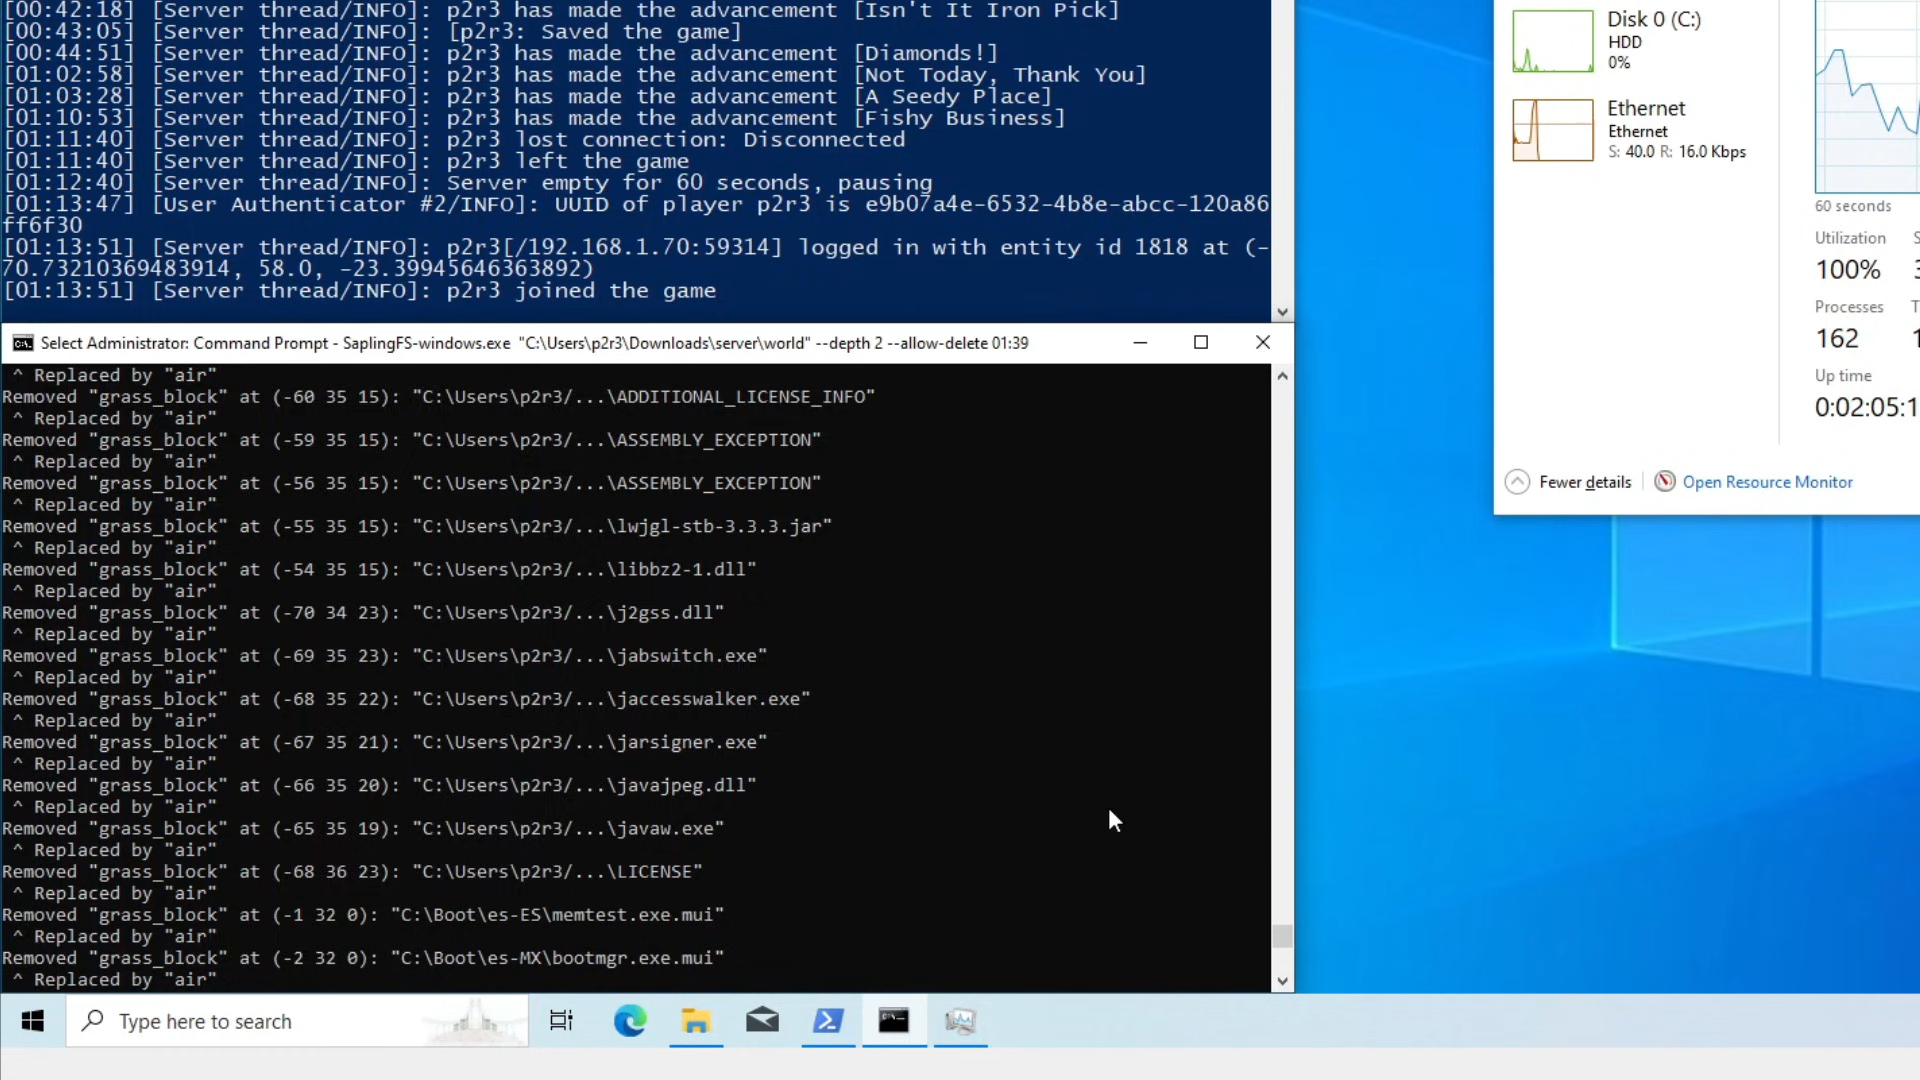 [00:42:18] [Server thread/INFO]: p2r3 has made the advancement [Isn't It Iron Pick]
[00:43:05] [Server thread/INFO]: [p2r3: Saved the game]
[00:44:51] [Server thread/INFO]: p2r3 has made the advancement [Diamonds!]
[01:02:58] [Server thread/INFO]: p2r3 has made the advancement [Not Today, Thank You]
[01:03:28] [Server thread/INFO]: p2r3 has made the advancement [A Seedy Place]
[01:10:53] [Server thread/INFO]: p2r3 has made the advancement [Fishy Business]
[01:11:40] [Server thread/INFO]: p2r3 lost connection: Disconnected
[01:11:40] [Server thread/INFO]: p2r3 left the game
[01:12:40] [Server thread/INFO]: Server empty for 60 seconds, pausing
[01:13:47] [User Authenticator #2/INFO]: UUID of player p2r3 is e9b07a4e-6532-4b8e-abcc-120a86
ff6f30
[01:13:51] [Server thread/INFO]: p2r3[/192.168.1.70:59314] logged in with entity id 1818 at (-
70.73210369483914, 58.0, -23.39945646363892)
[01:13:51] [Server thread/INFO]: p2r3 joined the game
Select Administrator: Command Prompt - SaplingFS-windows.exe "C:\Users\p2r3\Downloads\server\world" --depth 2 --allow-delete 01:39
^ Replaced by "air"
Removed "grass_block" at (-60 35 15): "C:\Users\p2r3/...\ADDITIONAL_LICENSE_INFO"
^ Replaced by "air"
Removed "grass_block" at (-59 35 15): "C:\Users\p2r3/...\ASSEMBLY_EXCEPTION"
^ Replaced by "air"
Removed "grass_block" at (-56 35 15): "C:\Users\p2r3/...\ASSEMBLY_EXCEPTION"
^ Replaced by "air"
Removed "grass_block" at (-55 35 15): "C:\Users\p2r3/...\lwjgl-stb-3.3.3.jar"
^ Replaced by "air"
Removed "grass_block" at (-54 35 15): "C:\Users\p2r3/...\libbz2-1.dll"
^ Replaced by "air"
Removed "grass_block" at (-70 34 23): "C:\Users\p2r3/...\j2gss.dll"
^ Replaced by "air"
Removed "grass_block" at (-69 35 23): "C:\Users\p2r3/...\jabswitch.exe"
^ Replaced by "air"
Removed "grass_block" at (-68 35 22): "C:\Users\p2r3/...\jaccesswalker.exe"
^ Replaced by "air"
Removed "grass_block" at (-67 35 21): "C:\Users\p2r3/...\jarsigner.exe"
^ Replaced by "air"
Removed "grass_block" at (-66 35 20): "C:\Users\p2r3/...\javajpeg.dll"
^ Replaced by "air"
Removed "grass_block" at (-65 35 19): "C:\Users\p2r3/...\javaw.exe"
^ Replaced by "air"
Removed "grass_block" at (-68 36 23): "C:\Users\p2r3/...\LICENSE"
^ Replaced by "air"
Removed "grass_block" at (-1 32 0): "C:\Boot\es-ES\memtest.exe.mui"
^ Replaced by "air"
Removed "grass_block" at (-2 32 0): "C:\Boot\es-MX\bootmgr.exe.mui"
^ Replaced by "air"
Disk 0 (C:)
HDD
0%
Ethernet
Ethernet
S: 40.0 R: 16.0 Kbps
60 seconds
Utilization
100%
Processes
162
Up time
0:02:05:1
Fewer details
Open Resource Monitor
Type here to search